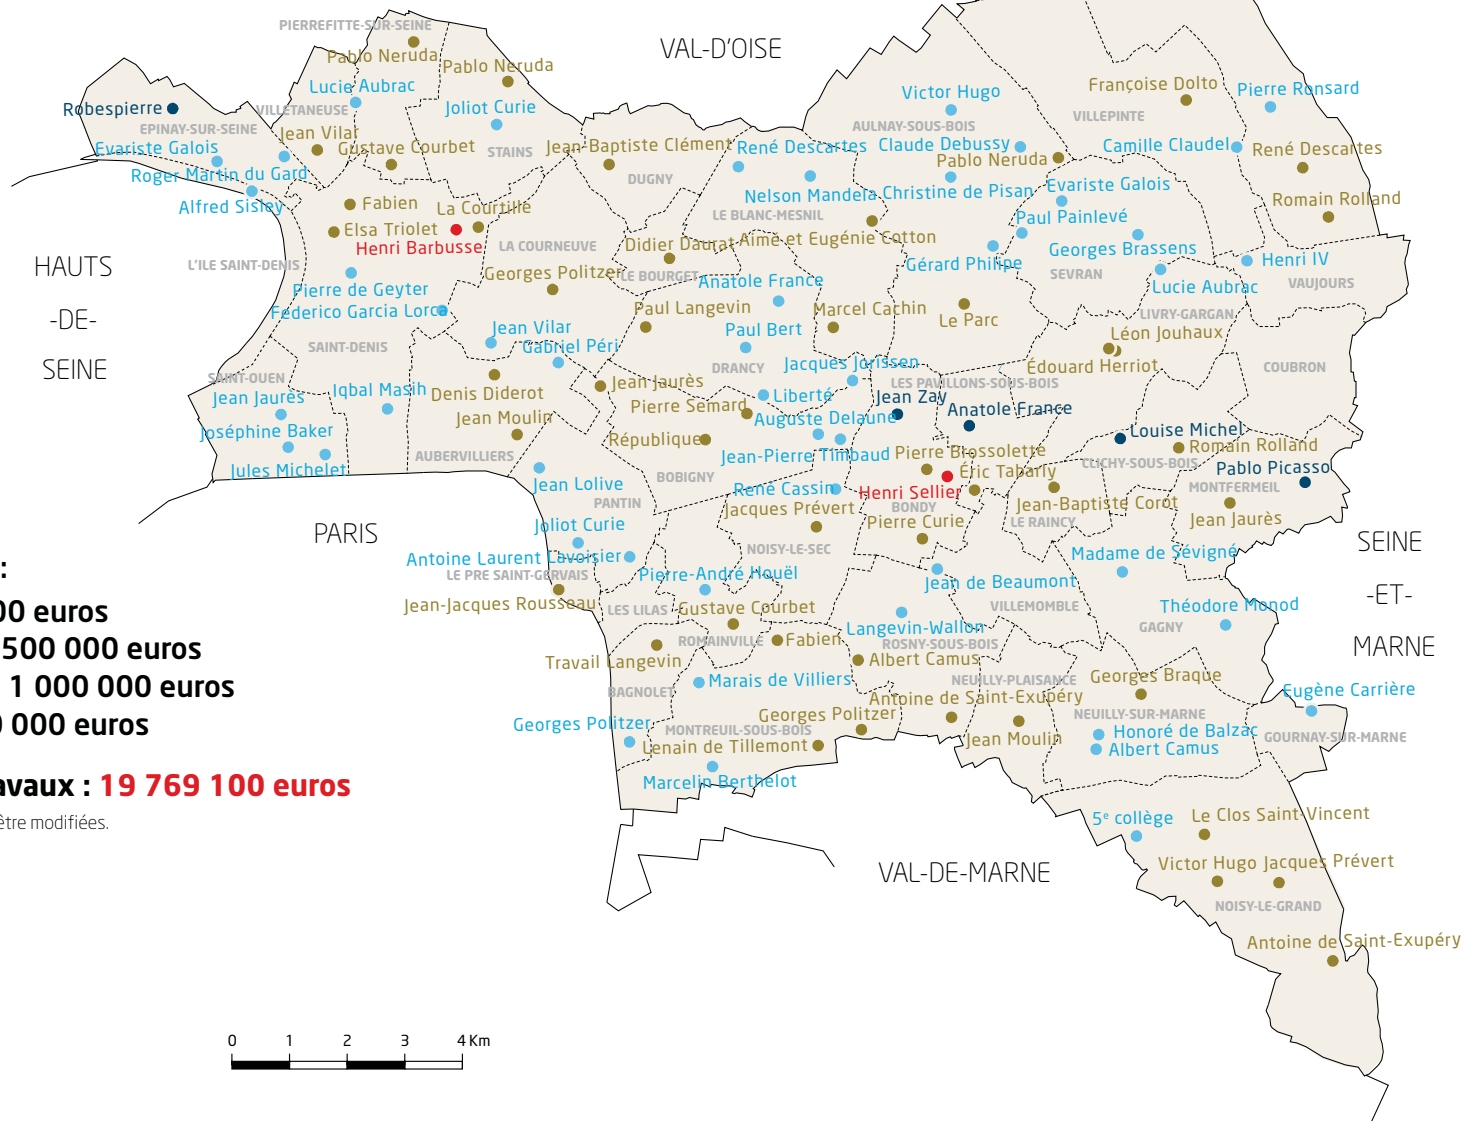 PIERREFITTE-SUR-SEINE
Pablo Neruda
VAL-D'OISE
Pablo Neruda
Lucie Aubrac
Françoise Dolto
Pierre Ronsard
Victor Hugo
Robespierre
VILLETANEUSE
Joliot Curie
VILLEPINTE
EPINAY-SUR-SEINE
Jean Vilar
AULNAY-SOUS-BOIS
Evariste Galois
Gustave Courbet
STAINS
Jean-Baptiste Clément
René Descartes
Claude Debussy
Camille Claudel
René Descartes
Pablo Neruda
Roger Martin du Gard
DUGNY
Nelson Mandela
Christine de Pisan
Evariste Galois
Alfred Sisley
Fabien
La Courtille
LE BLANC-MESNIL
Paul Painlevé
Romain Rolland
Elsa Triolet
Henri Barbusse
LA COURNEUVE
Didier Daurat
Aimé et Eugénie Cotton
Georges Brassens
HAUTS
L'ILE SAINT-DENIS
Georges Politzer
LE BOURGET
Gérard Philipe
SEVRAN
Henri IV
Pierre de Geyter
Anatole France
Lucie Aubrac
VAUJOURS
-DE-
Federico Garcia Lorca
Paul Langevin
Marcel Cachin
Le Parc
LIVRY-GARGAN
Jean Vilar
Paul Bert
Léon Jouhaux
SEINE
SAINT-DENIS
Gabriel Péri
DRANCY
Jacques Jorissen
Édouard Herriot
COUBRON
SAINT-OUEN
Jean Jaurès
Iqbal Masih
Denis Diderot
Jean Jaurès
Liberté
LES PAVILLONS-SOUS-BOIS
Jean Zay
Anatole France
Pierre Semard
Jean Moulin
Auguste Delaune
Joséphine Baker
République
Louise Michel
Romain Rolland
Jules Michelet
AUBERVILLIERS
Jean-Pierre Timbaud
Pierre Brossolette
CLICHY-SOUS-BOIS
Pablo Picasso
Jean Lolive
BOBIGNY
Éric Tabarly
MONTFERMEIL
PANTIN
René Cassin
Henri Sellier
Jean-Baptiste Corot
Jacques Prévert
BONDY
LE RAINCY
Jean Jaurès
PARIS
Joliot Curie
Pierre Curie
SEINE
Antoine Laurent Lavoisier
NOISY-LE-SEC
Madame de Sévigné
LE PRE SAINT-GERVAIS
Pierre-André Houël
Jean de Beaumont
-ET-
Jean-Jacques Rousseau
LES LILAS
Gustave Courbet
VILLEMOMBLE
Théodore Monod
Langevin-Wallon
GAGNY
ROMAINVILLE
Fabien
ROSNY-SOUS-BOIS
MARNE
Travail Langevin
Albert Camus
BAGNOLET
Marais de Villiers
NEUILLY-PLAISANCE
Georges Braque
Antoine de Saint-Exupéry
Eugène Carrière
Georges Politzer
Georges Politzer
NEUILLY-SUR-MARNE
MONTREUIL-SOUS-BOIS
Honoré de Balzac
GOURNAY-SUR-MARNE
Lenain de Tillemont
Jean Moulin
Albert Camus
Marcelin Berthelot
5e collège
Le Clos Saint-Vincent
VAL-DE-MARNE
Victor Hugo
Jacques Prévert
NOISY-LE-GRAND
Antoine de Saint-Exupéry
:
00 euros
500 000 euros
1 000 000 euros
0 000 euros
avaux : 19 769 100 euros
être modifiées.
0 1 2 3 4 Km